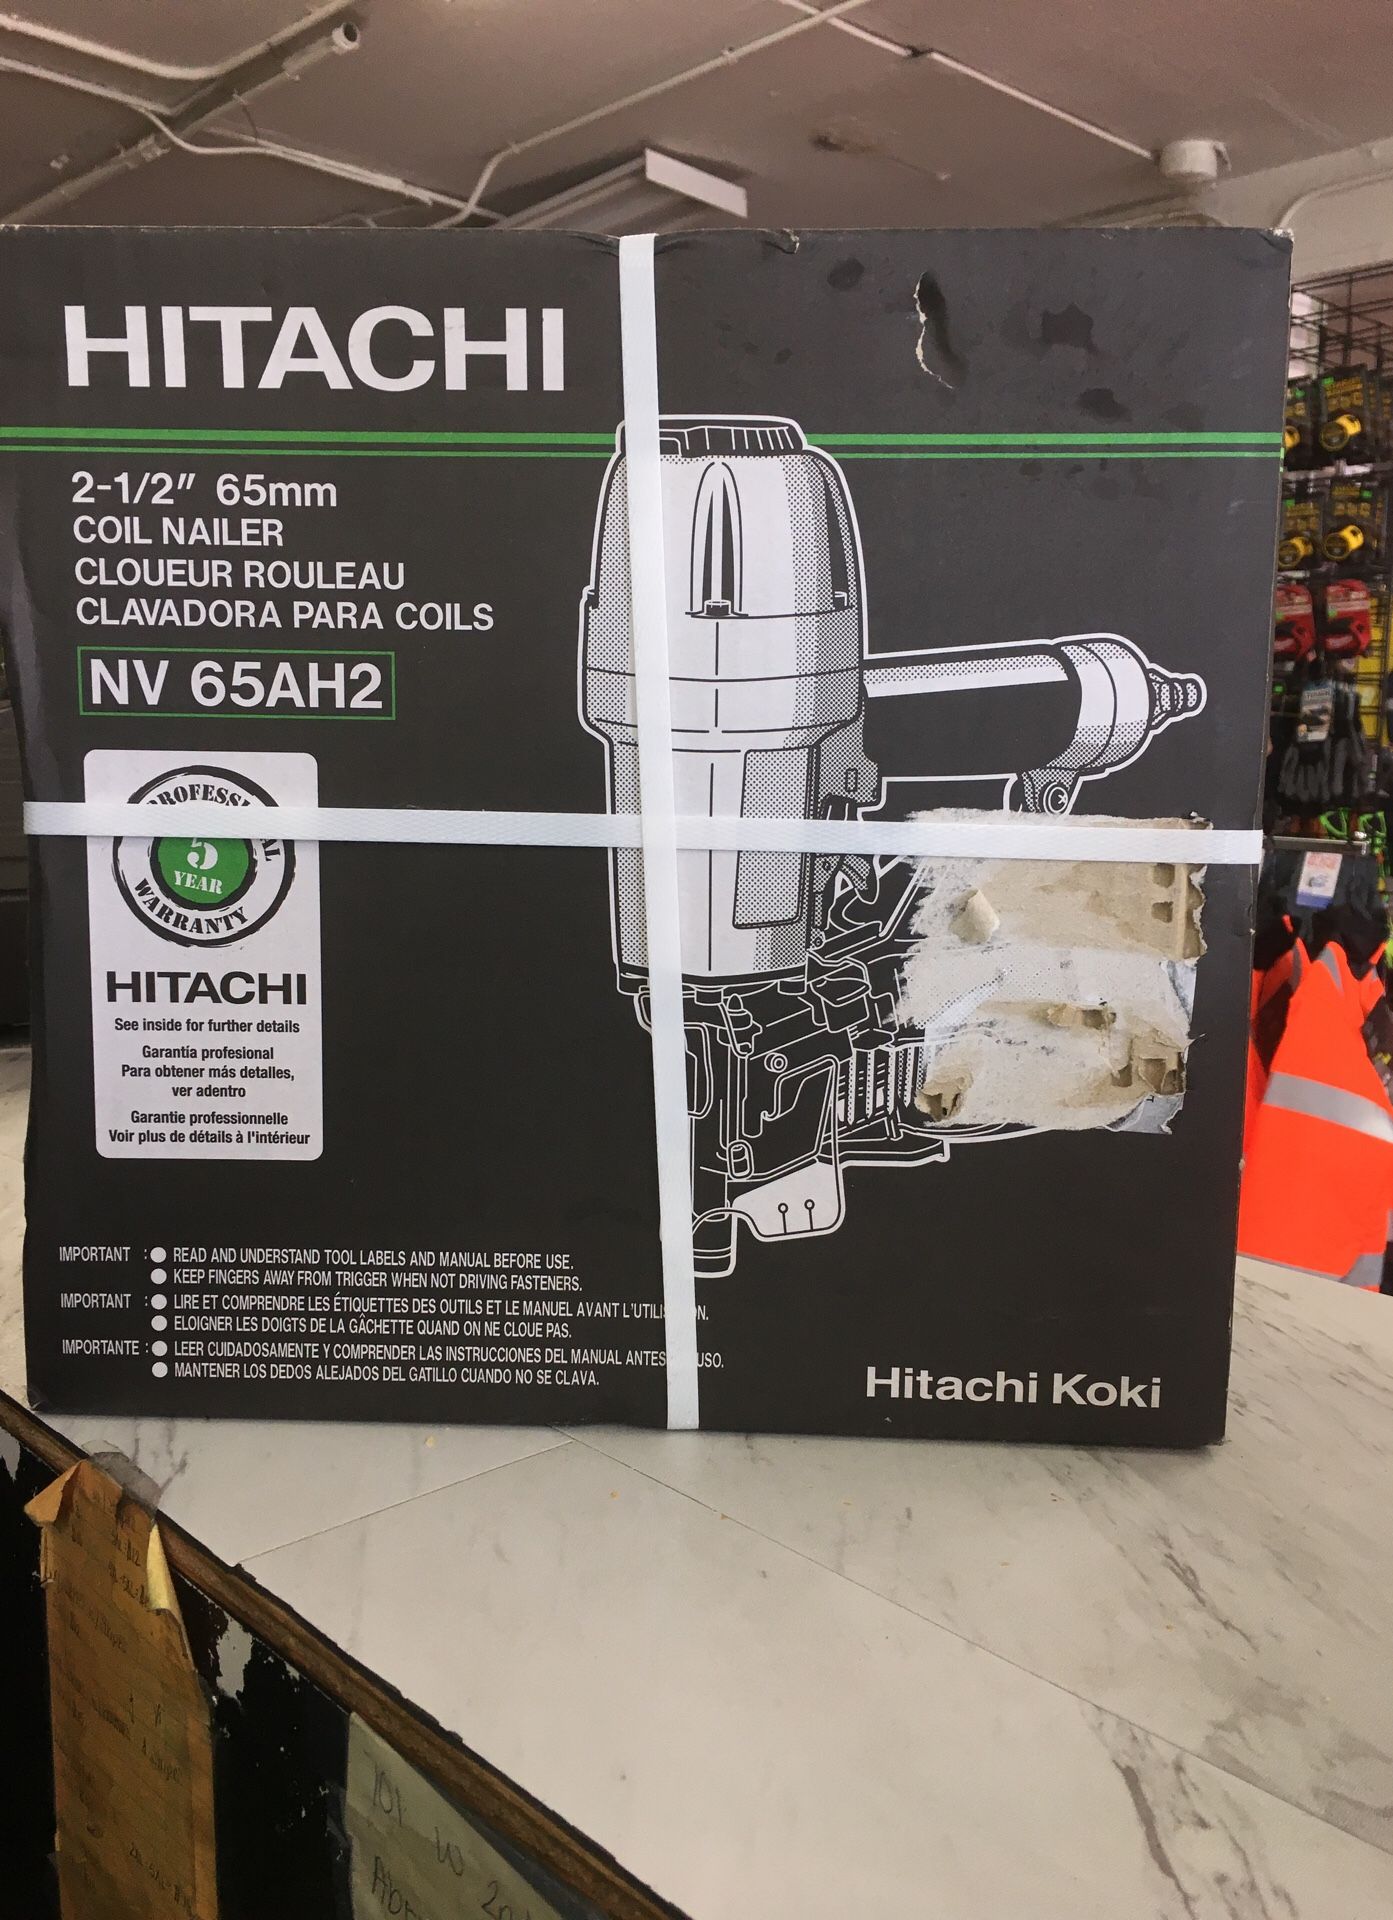 HITACHI
2-1/2" 65mm
COIL NAILER
CLOUEUR ROULEAU
CLAVADORA PARA COILS
NV 65AH2
5
YEAR
WARRANTY
HITACHI
See inside for further details
Garantía profesional
Para obtener más detalles,
ver adentro
Garantie professionnelle
Voir plus de détails à l'intérieur
IMPORTANT : ● READ AND UNDERSTAND TOOL LABELS AND MANUAL BEFORE USE.
● KEEP FINGERS AWAY FROM TRIGGER WHEN NOT DRIVING FASTENERS.
IMPORTANT : ● LIRE ET COMPRENDRE LES ÉTIQUETTES DES OUTILS ET LE MANUEL AVANT
● ELOIGNER LES DOIGTS DE LA GÂCHETTE QUAND ON NE CLOUE PAS.
IMPORTANTE : ● LEER CUIDADOSAMENTE Y COMPRENDER LAS INSTRUCCIONES DEL MANUAL ANTES USO.
● MANTENER LOS DEDOS ALEJADOS DEL GATILLO CUANDO NO SE CLAVA.
Hitachi Koki